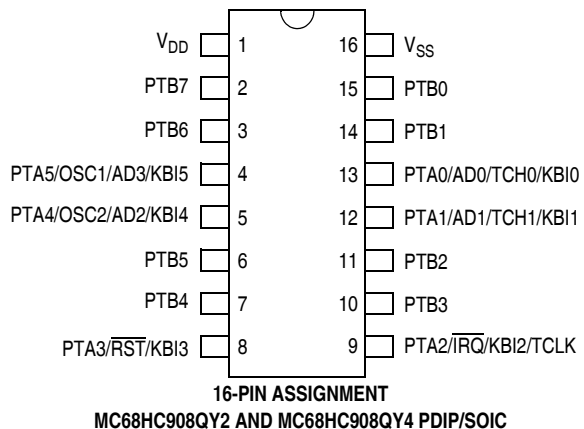 V_DD 1 16 V_SS
PTB7 2 15 PTB0
PTB6 3 14 PTB1
PTA5/OSC1/AD3/KBI5 4 13 PTA0/AD0/TCH0/KBI0
PTA4/OSC2/AD2/KBI4 5 12 PTA1/AD1/TCH1/KBI1
PTB5 6 11 PTB2
PTB4 7 10 PTB3
PTA3/R̅S̅T̅/KBI3 8 9 PTA2/I̅R̅Q̅/KBI2/TCLK
16-PIN ASSIGNMENT
MC68HC908QY2 AND MC68HC908QY4 PDIP/SOIC